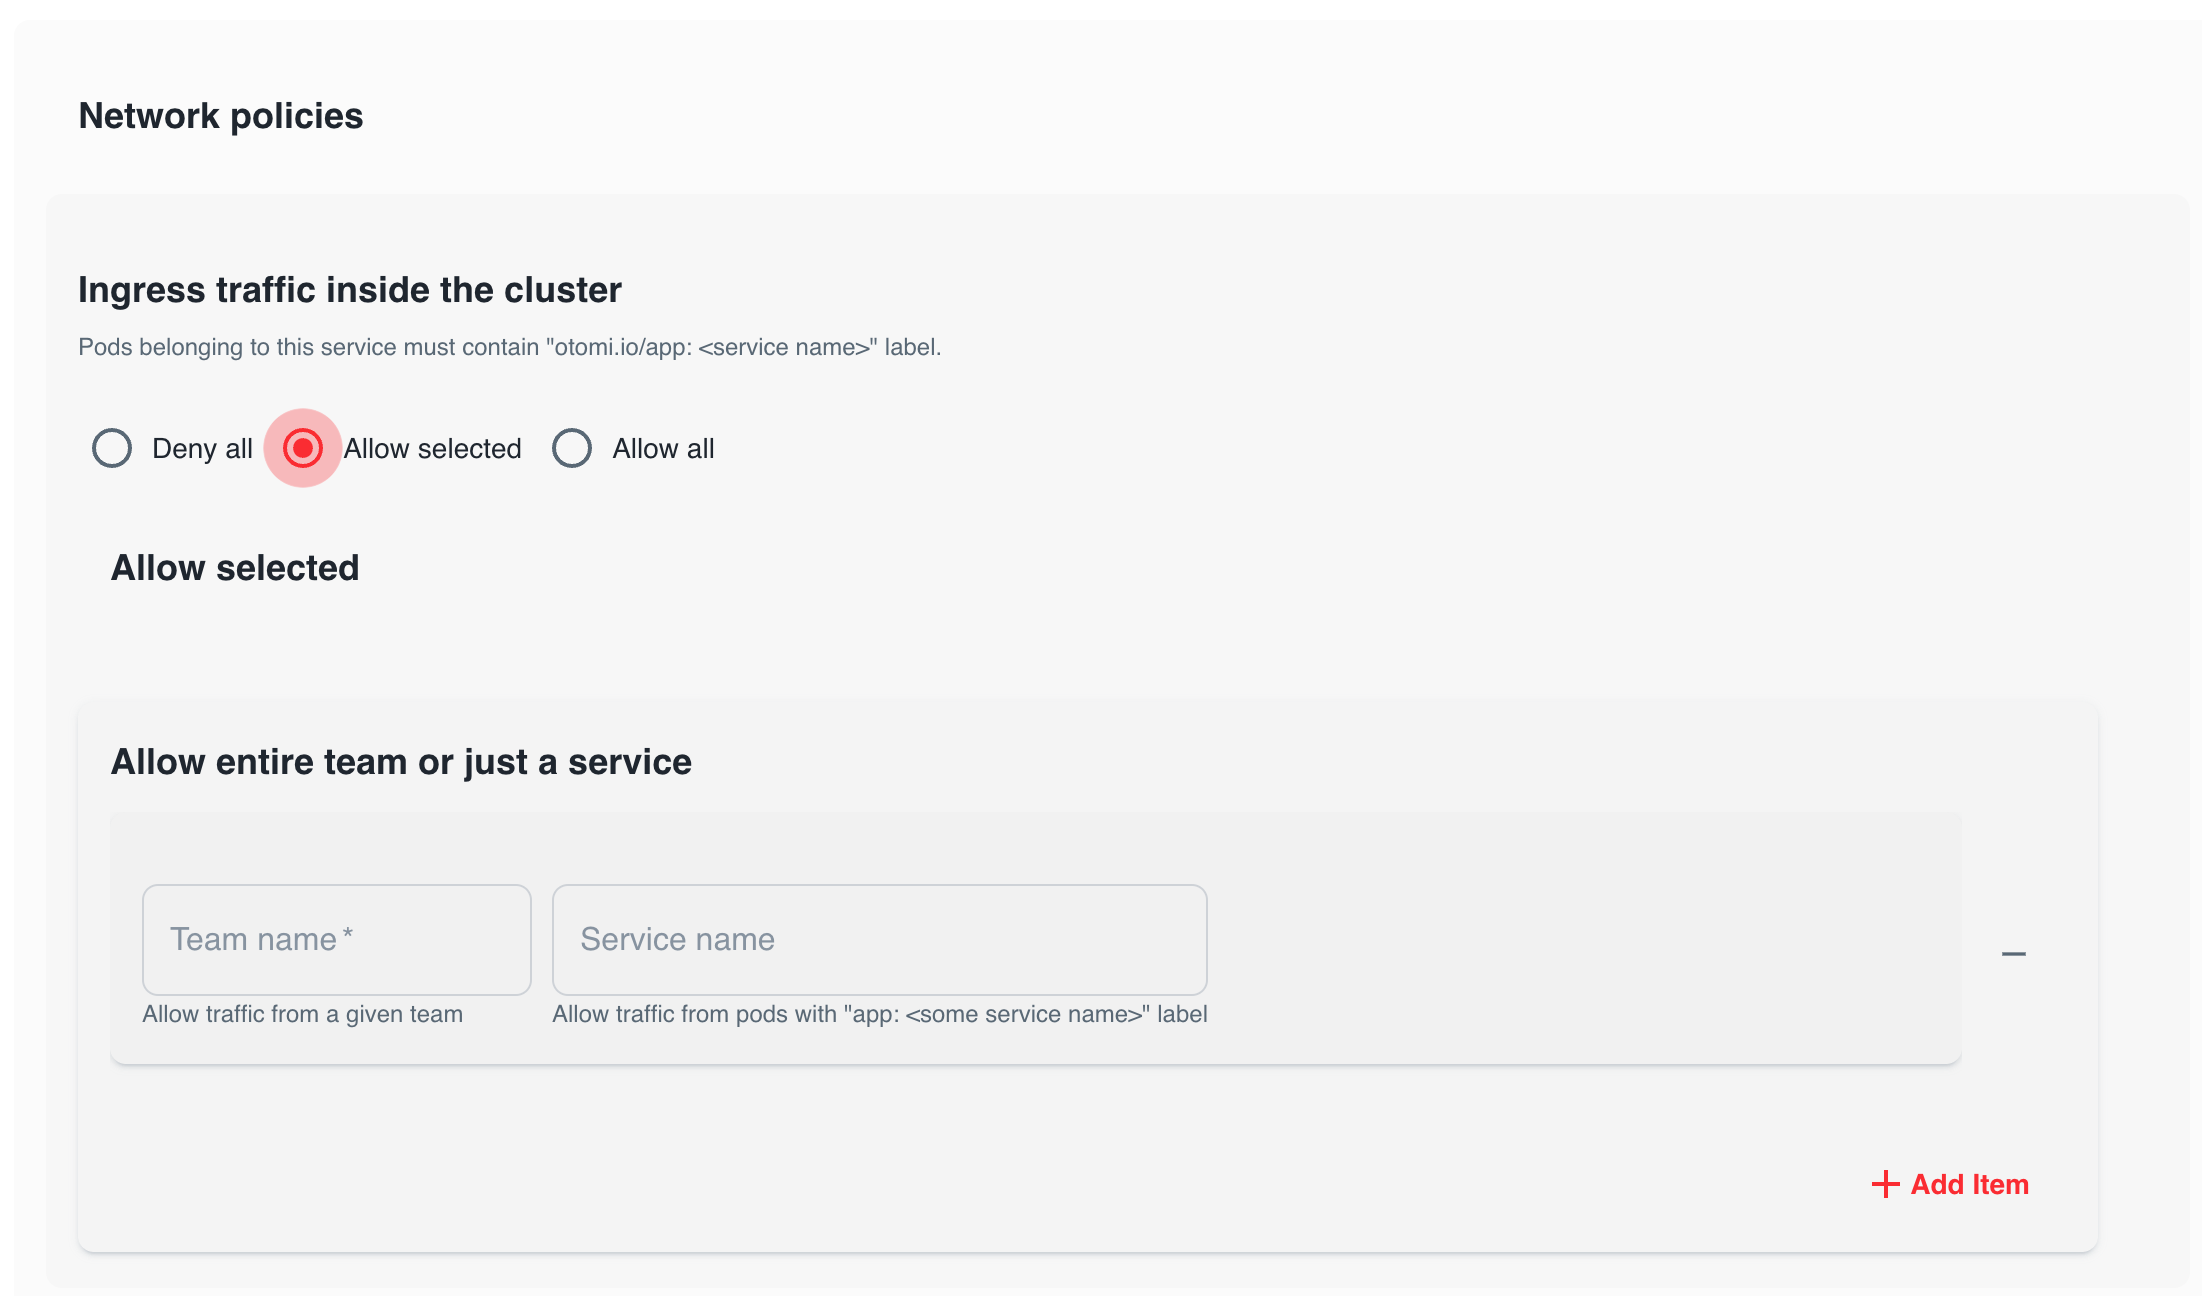 Network policies
Ingress traffic inside the cluster
Pods belonging to this service must contain "otomi.io/app: <service name>" label.
Deny all Allow selected Allow all
Allow selected
Allow entire team or just a service
Team name * Service name
Allow traffic from a given team Allow traffic from pods with "app: <some service name>" label
Add Item